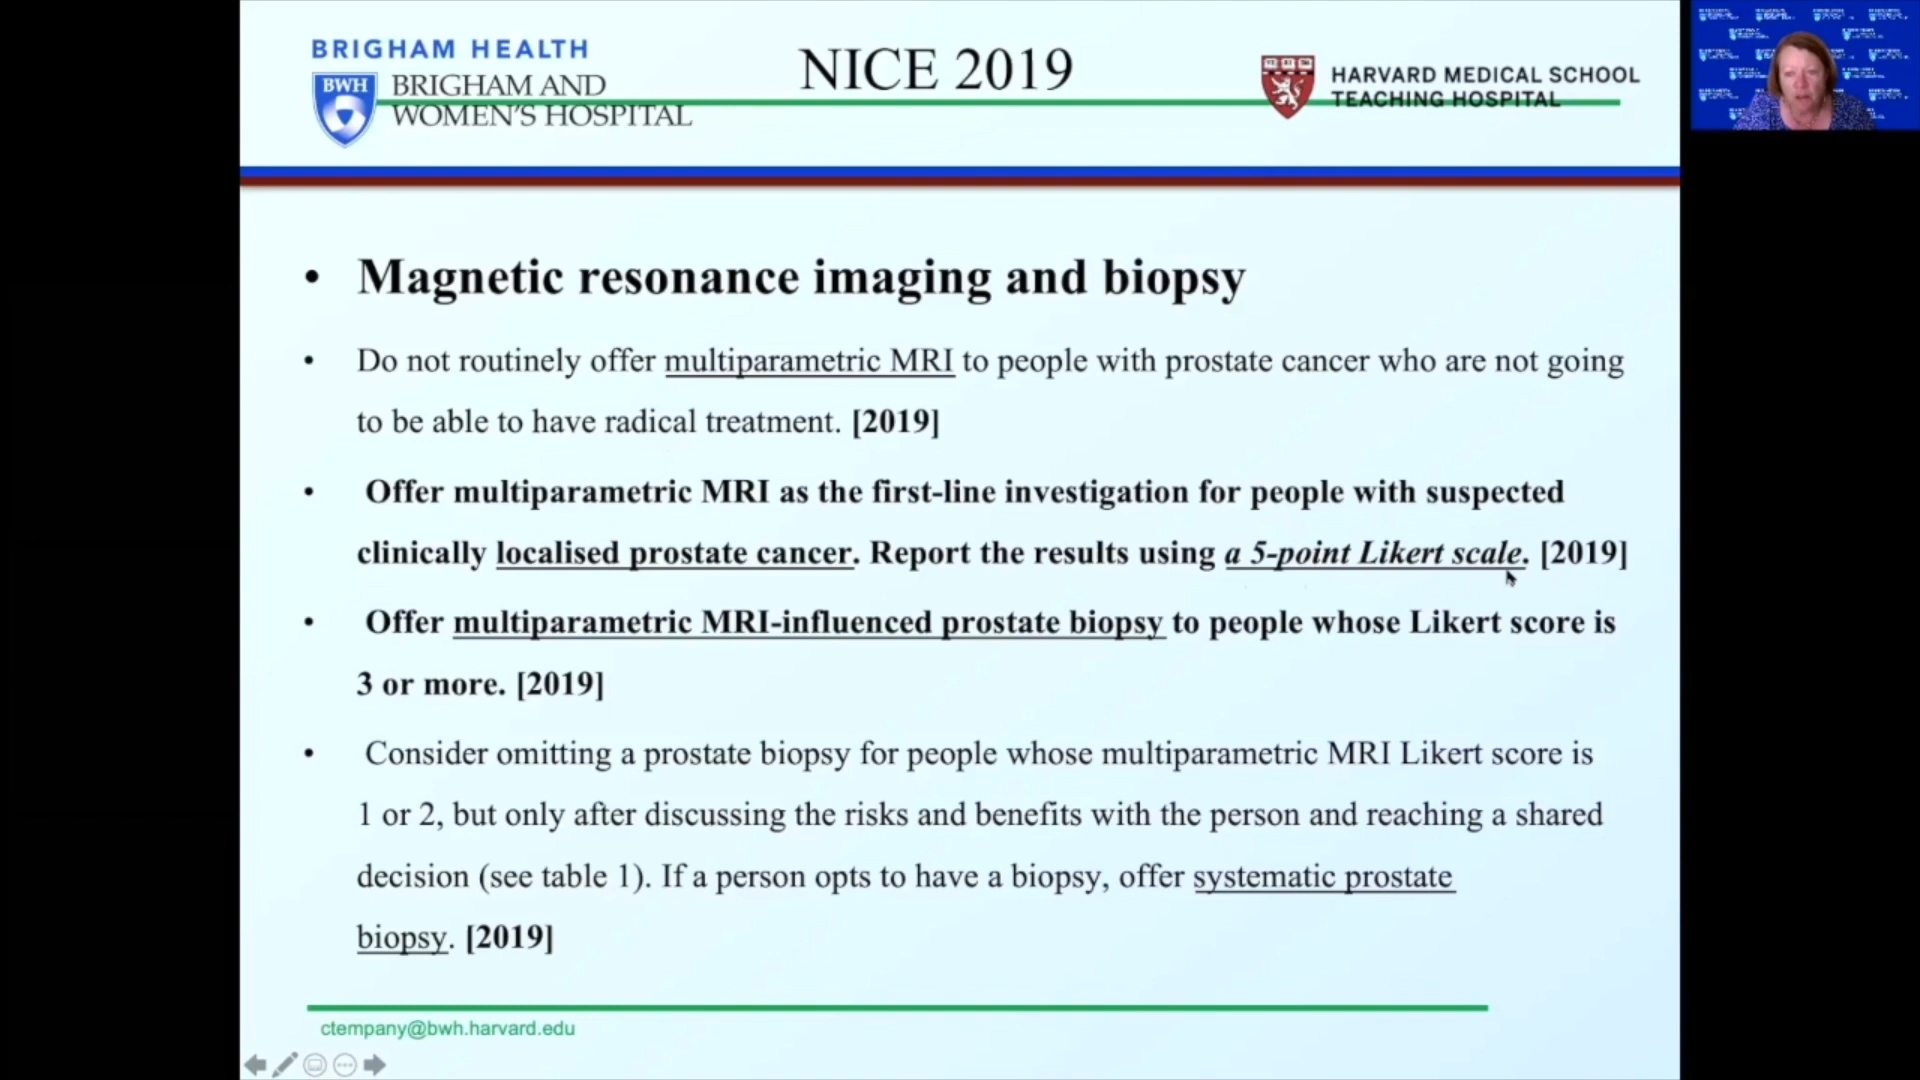 BRIGHAM HEALTH
BWH
BRIGHAM AND
WOMEN'S HOSPITAL
NICE 2019
HARVARD MEDICAL SCHOOL
TEACHING HOSPITAL
• Magnetic resonance imaging and biopsy
• Do not routinely offer multiparametric MRI to people with prostate cancer who are not going
to be able to have radical treatment. [2019]
• Offer multiparametric MRI as the first-line investigation for people with suspected
clinically localised prostate cancer. Report the results using a 5-point Likert scale. [2019]
• Offer multiparametric MRI-influenced prostate biopsy to people whose Likert score is
3 or more. [2019]
• Consider omitting a prostate biopsy for people whose multiparametric MRI Likert score is
1 or 2, but only after discussing the risks and benefits with the person and reaching a shared
decision (see table 1). If a person opts to have a biopsy, offer systematic prostate
biopsy. [2019]
ctempany@bwh.harvard.edu